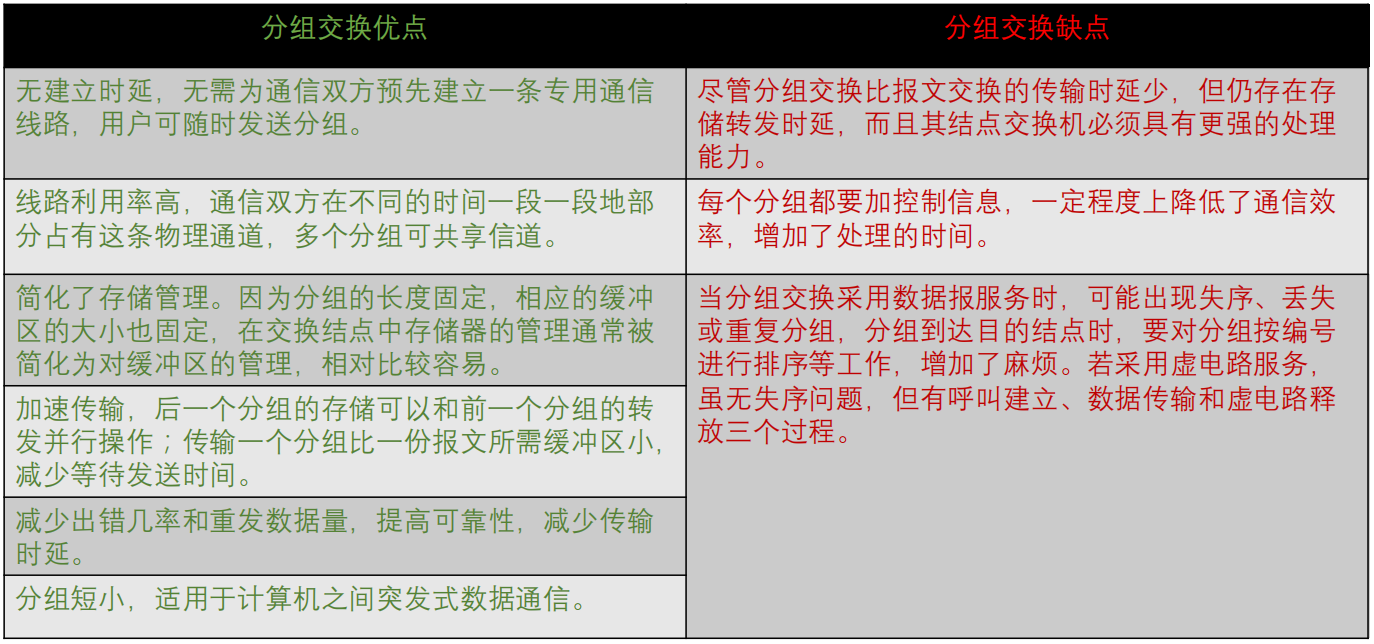 分组交换优点
分组交换缺点
无建立时延，无需为通信双方预先建立一条专用通信
线路，用户可随时发送分组。
尽管分组交换比报文交换的传输时延少，但仍存在存
储转发时延，而且其结点交换机必须具有更强的处理
能力。
线路利用率高，通信双方在不同的时间一段一段地部
分占有这条物理通道，多个分组可共享信道。
每个分组都要加控制信息，一定程度上降低了通信效
率，增加了处理的时间。
简化了存储管理。因为分组的长度固定，相应的缓冲
区的大小也固定，在交换结点中存储器的管理通常被
简化为对缓冲区的管理，相对比较容易。
当分组交换采用数据报服务时，可能出现失序、丢失
或重复分组，分组到达目的结点时，要对分组按编号
进行排序等工作，增加了麻烦。若采用虚电路服务，
虽无失序问题，但有呼叫建立、数据传输和虚电路释
放三个过程。
加速传输，后一个分组的存储可以和前一个分组的转
发并行操作；传输一个分组比一份报文所需缓冲区小，
减少等待发送时间。
减少出错几率和重发数据量，提高可靠性，减少传输
时延。
分组短小，适用于计算机之间突发式数据通信。